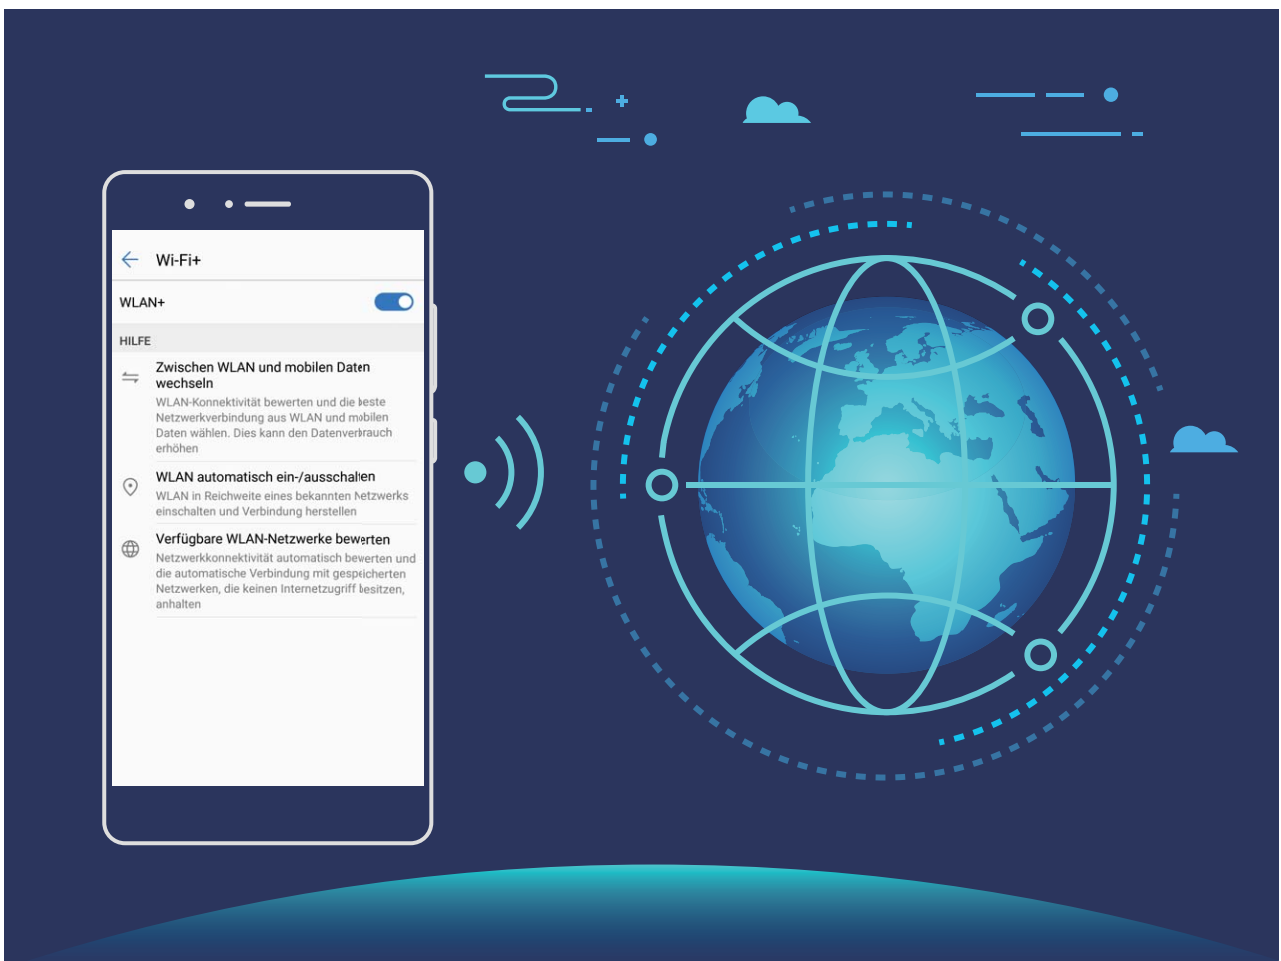 Wi-Fi+
WLAN+
HILFE
Zwischen WLAN und mobilen Daten
wechseln
WLAN-Konnektivität bewerten und die beste
Netzwerkverbindung aus WLAN und mobilen
Daten wählen. Dies kann den Datenverbrauch
erhöhen
WLAN automatisch ein-/ausschalten
WLAN in Reichweite eines bekannten Netzwerks
einschalten und Verbindung herstellen
Verfügbare WLAN-Netzwerke bewerten
Netzwerkkonnektivität automatisch bewerten und
die automatische Verbindung mit gespeicherten
Netzwerken, die keinen Internetzugriff besitzen,
anhalten